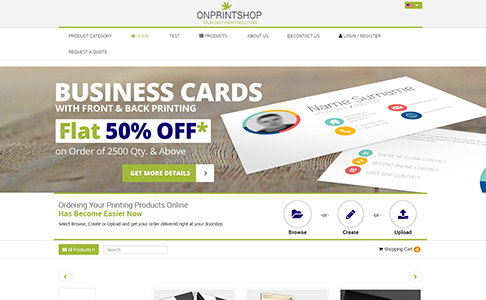 ONPRINTSHOP
YOUR 24X7 PRINT SOLUTION
PRODUCT CATEGORY HOME TEST PRODUCTS ABOUT US CONTACT US LOGIN / REGISTER
REQUEST A QUOTE
BUSINESS CARDS
WITH FRONT & BACK PRINTING
Flat 50% OFF*
on Order of 2500 Qty. & Above
GET MORE DETAILS >
Name Surname
Ordering Your Printing Products Online
Has Become Easier Now
Select Browse, Create or Upload and get your order delivered right at your doorstep
-or- -or-
Browse Create Upload
All Products Search Shopping Cart 0